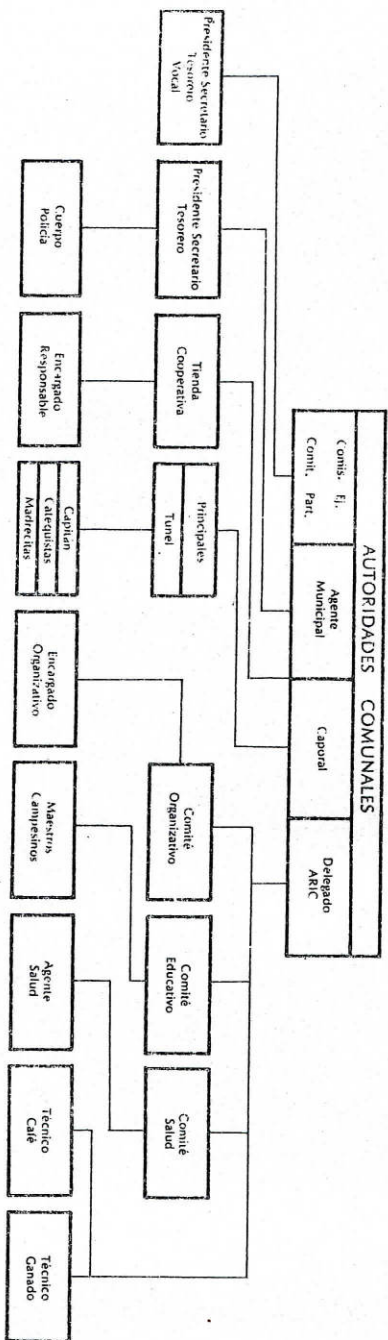 AUTORIDADES COMUNALES
Comis. Ej.
Comit. Part.
Agente
Municipal
Caporal
Delegado
ARIC
Presidente Secretario
Tesorero
Vocal
Presidente Secretario
Tesorero
Tienda
Cooperativa
Principales
Tunel
Comité
Organizativo
Comité
Educativo
Comité
Salud
Cuerpo
Policía
Encargado
Responsable
Capitán
Catequistas
Madrecitas
Encargado
Organizativo
Maestros
Campesinos
Agente
Salud
Técnico
Café
Técnico
Ganado